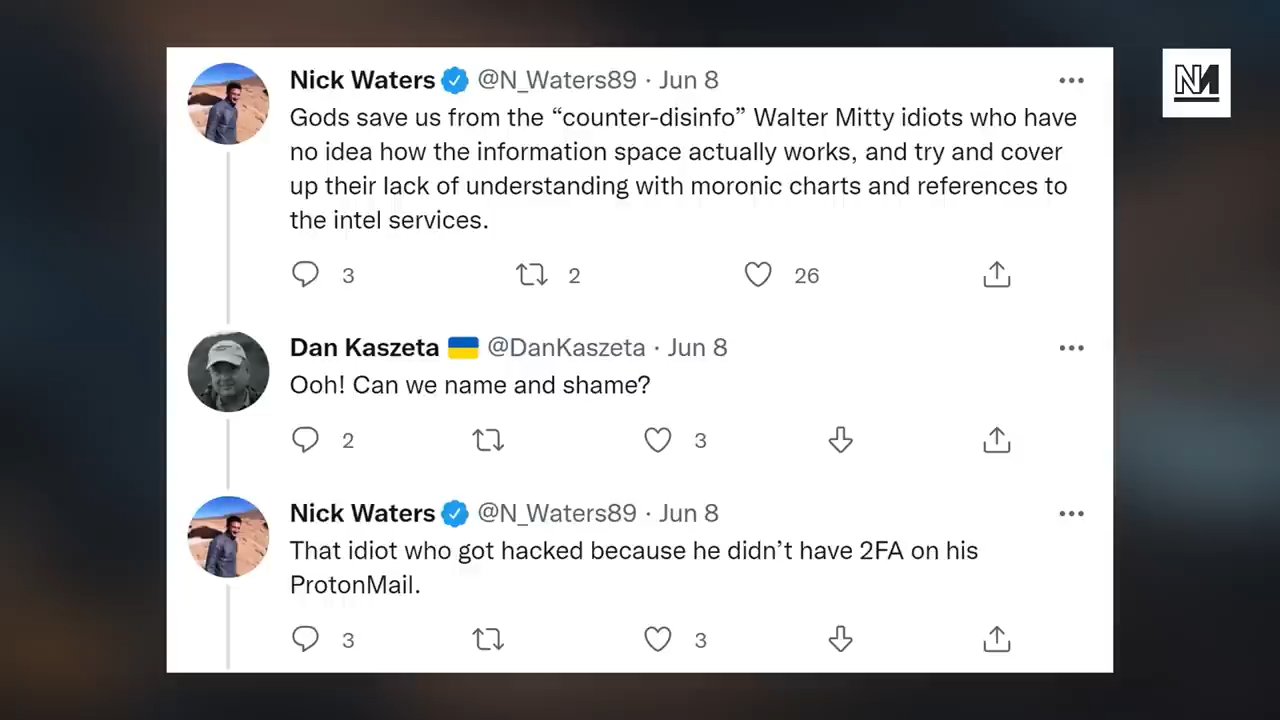 Nick Waters @N_Waters89 · Jun 8
Gods save us from the “counter-disinfo” Walter Mitty idiots who have
no idea how the information space actually works, and try and cover
up their lack of understanding with moronic charts and references to
the intel services.
3 2 26
Dan Kaszeta @DanKaszeta · Jun 8
Ooh! Can we name and shame?
2 3
Nick Waters @N_Waters89 · Jun 8
That idiot who got hacked because he didn’t have 2FA on his
ProtonMail.
3 3
NM